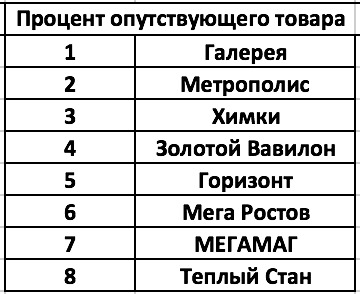 Процент опутствующего товара
1 Галерея
2 Метрополис
3 Химки
4 Золотой Вавилон
5 Горизонт
6 Мега Ростов
7 МЕГАМАГ
8 Теплый Стан